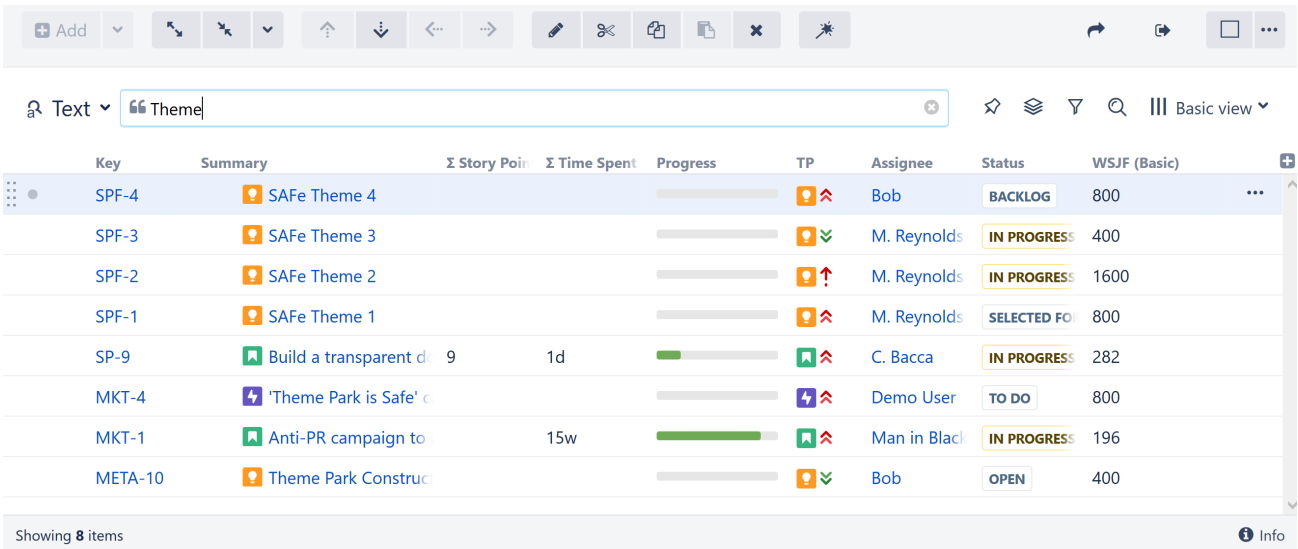 Add
Text Theme Basic view
Key Summary Σ Story Poin Σ Time Spent Progress TP Assignee Status WSJF (Basic)
SPF-4 SAFe Theme 4 Bob BACKLOG 800
SPF-3 SAFe Theme 3 M. Reynolds IN PROGRESS 400
SPF-2 SAFe Theme 2 M. Reynolds IN PROGRESS 1600
SPF-1 SAFe Theme 1 M. Reynolds SELECTED FO 800
SP-9 Build a transparent d 9 1d C. Bacca IN PROGRESS 282
MKT-4 'Theme Park is Safe' Demo User TO DO 800
MKT-1 Anti-PR campaign to 15w Man in Black IN PROGRESS 196
META-10 Theme Park Construc Bob OPEN 400
Showing 8 items Info